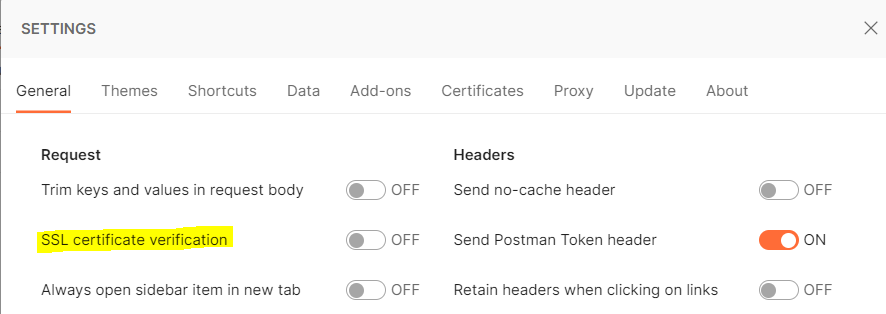 SETTINGS
General Themes Shortcuts Data Add-ons Certificates Proxy Update About
Request Headers
Trim keys and values in request body OFF Send no-cache header OFF
SSL certificate verification OFF Send Postman Token header ON
Always open sidebar item in new tab OFF Retain headers when clicking on links OFF